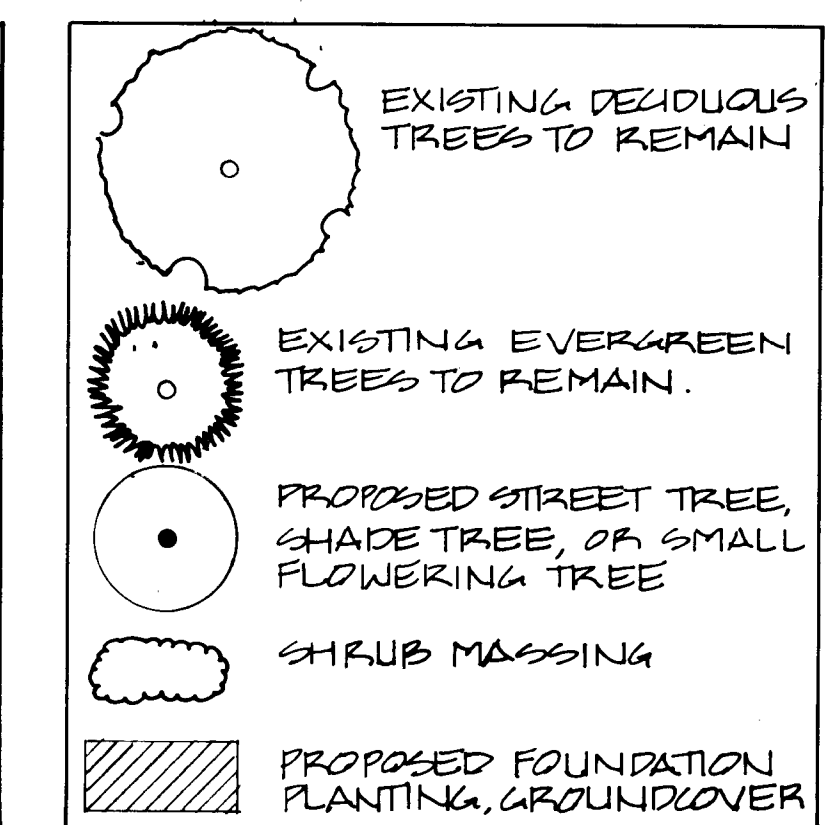 EXISTING DECIDUOUS
TREES TO REMAIN
EXISTING EVERGREEN
TREES TO REMAIN.
PROPOSED STREET TREE,
SHADE TREE, OR SMALL
FLOWERING TREE
SHRUB MASSING
PROPOSED FOUNDATION
PLANTING, GROUNDCOVER